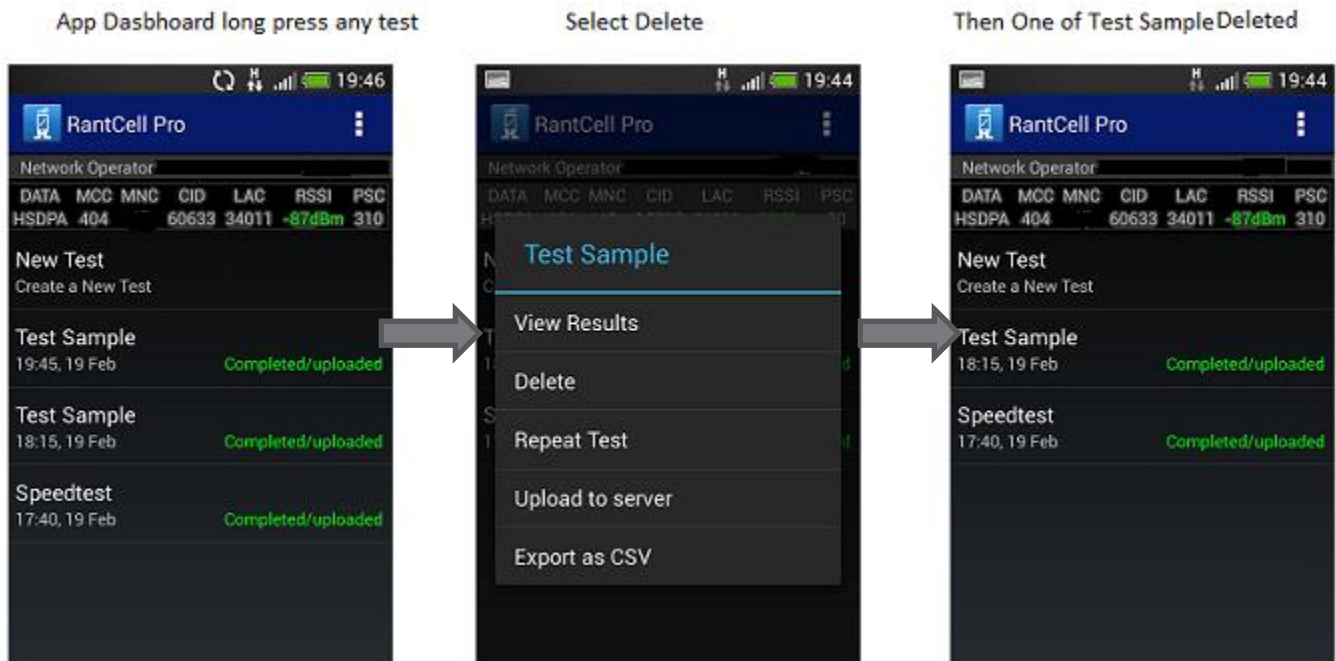 App Dasbhoard long press any test
Select Delete
Then One of Test Sample Deleted
19:46
RantCell Pro
Network Operator
DATA MCC MNC CID LAC RSSI PSC
HSDPA 404 60633 34011 -87dBm 310
New Test
Create a New Test
Test Sample
19:45, 19 Feb Completed/uploaded
Test Sample
18:15, 19 Feb Completed/uploaded
Speedtest
17:40, 19 Feb Completed/uploaded
H 19:44
RantCell Pro
Network Operator
DATA MCC MNC CID LAC RSSI PSC
Test Sample
View Results
Delete
Repeat Test
Upload to server
Export as CSV
H 19:44
RantCell Pro
Network Operator
DATA MCC MNC CID LAC RSSI PSC
HSDPA 404 60633 34011 -87dBm 310
New Test
Create a New Test
Test Sample
18:15, 19 Feb Completed/uploaded
Speedtest
17:40, 19 Feb Completed/uploaded